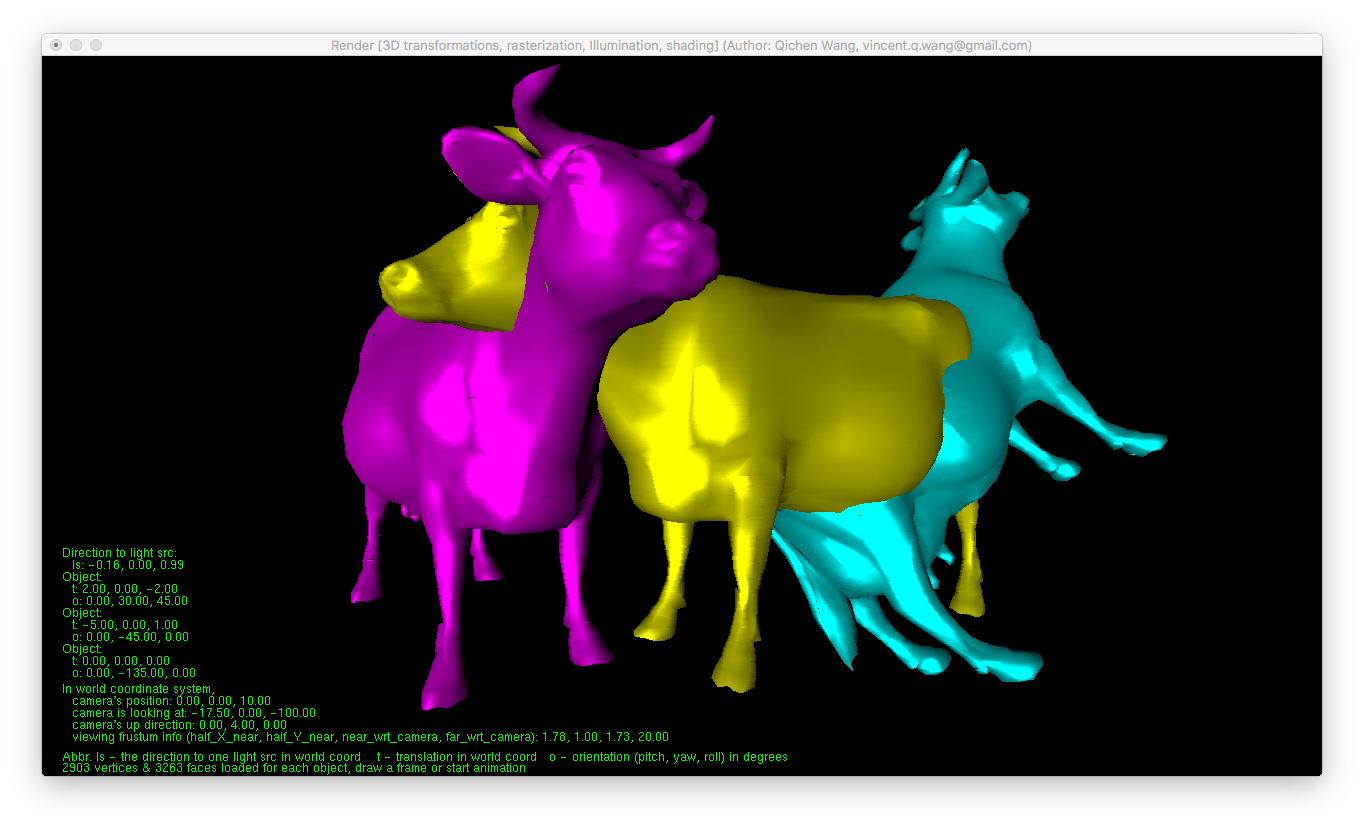 Render [3D transformations, rasterization, Illumination, shading] (Author: Qichen Wang, vincent.q.wang@gmail.com)
Direction to light src:
ls: -0.16, 0.00, 0.99
Object:
t: 2.00, 0.00, -2.00
o: 0.00, 30.00, 45.00
Object:
t: -5.00, 0.00, 1.00
o: 0.00, -45.00, 0.00
Object:
t: 0.00, 0.00, 0.00
o: 0.00, -135.00, 0.00
In world coordinate system,
camera's position: 0.00, 0.00, 10.00
camera is looking at: -17.50, 0.00, -100.00
camera's up direction: 0.00, 4.00, 0.00
viewing frustum info (half_X_near, half_Y_near, near_wrt_camera, far_wrt_camera): 1.78, 1.00, 1.73, 20.00
Abbr. ls - the direction to one light src in world coord t - translation in world coord o - orientation (pitch, yaw, roll) in degrees
2903 vertices & 3263 faces loaded for each object, draw a frame or start animation